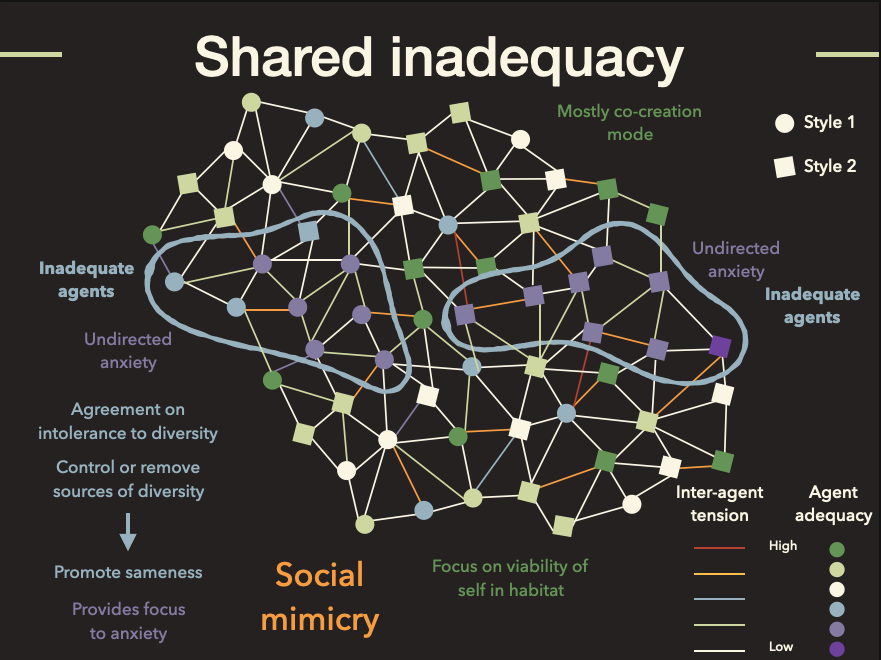 Shared inadequacy
Mostly co-creation
mode
Style 1
Style 2
Inadequate
agents
Undirected
anxiety
Undirected
anxiety
Inadequate
agents
Agreement on
intolerance to diversity
Control or remove
sources of diversity
Promote sameness
Provides focus
to anxiety
Social
mimicry
Focus on viability of
self in habitat
Inter-agent
tension
Agent
adequacy
High
Low